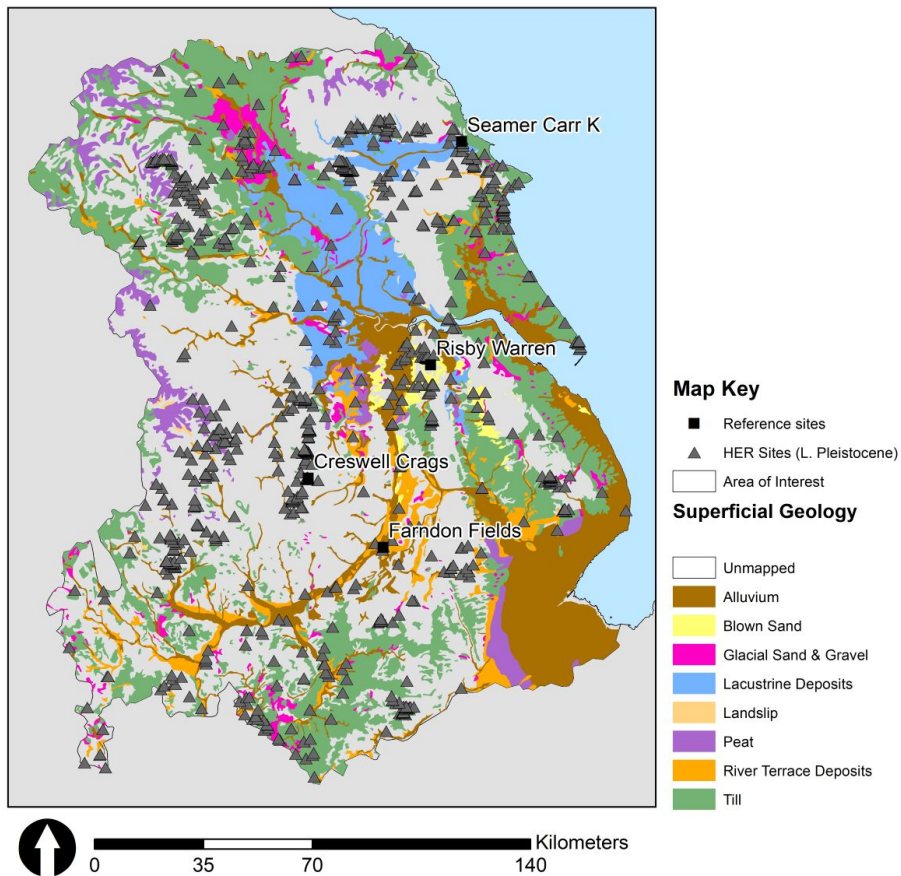 Seamer Carr K
Risby Warren
Creswell Crags
Farndon Fields
Map Key
Reference sites
HER Sites (L. Pleistocene)
Area of Interest
Superficial Geology
Unmapped
Alluvium
Blown Sand
Glacial Sand & Gravel
Lacustrine Deposits
Landslip
Peat
River Terrace Deposits
Till
Kilometers
0 35 70 140